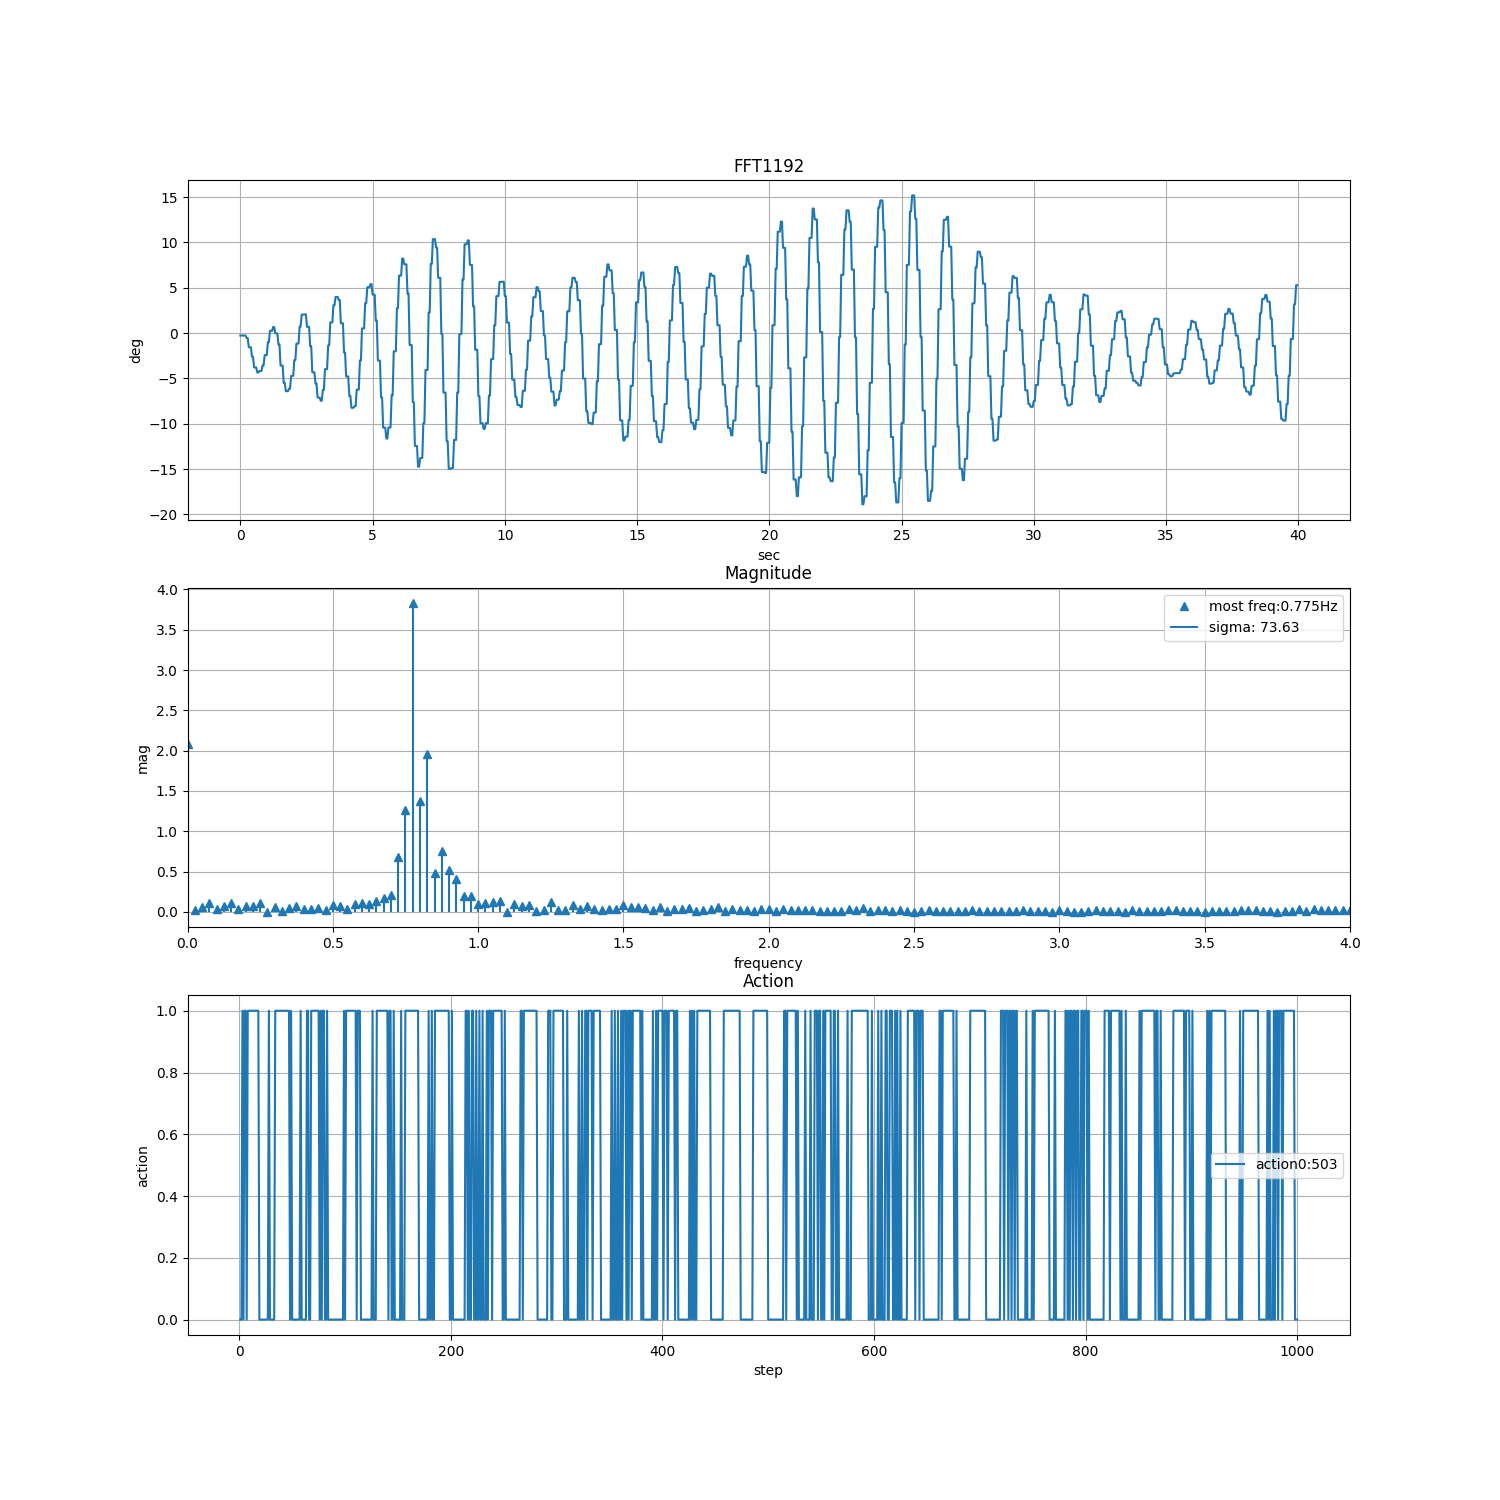 FFT1192
15
10
5
0
−5
−10
−15
−20
deg
0 5 10 15 20 25 30 35 40
sec
Magnitude
4.0
3.5
3.0
2.5
2.0
1.5
1.0
0.5
0.0
mag
most freq:0.775Hz
sigma: 73.63
0.0 0.5 1.0 1.5 2.0 2.5 3.0 3.5 4.0
frequency
Action
1.0
0.8
0.6
0.4
0.2
0.0
action
action0:503
0 200 400 600 800 1000
step